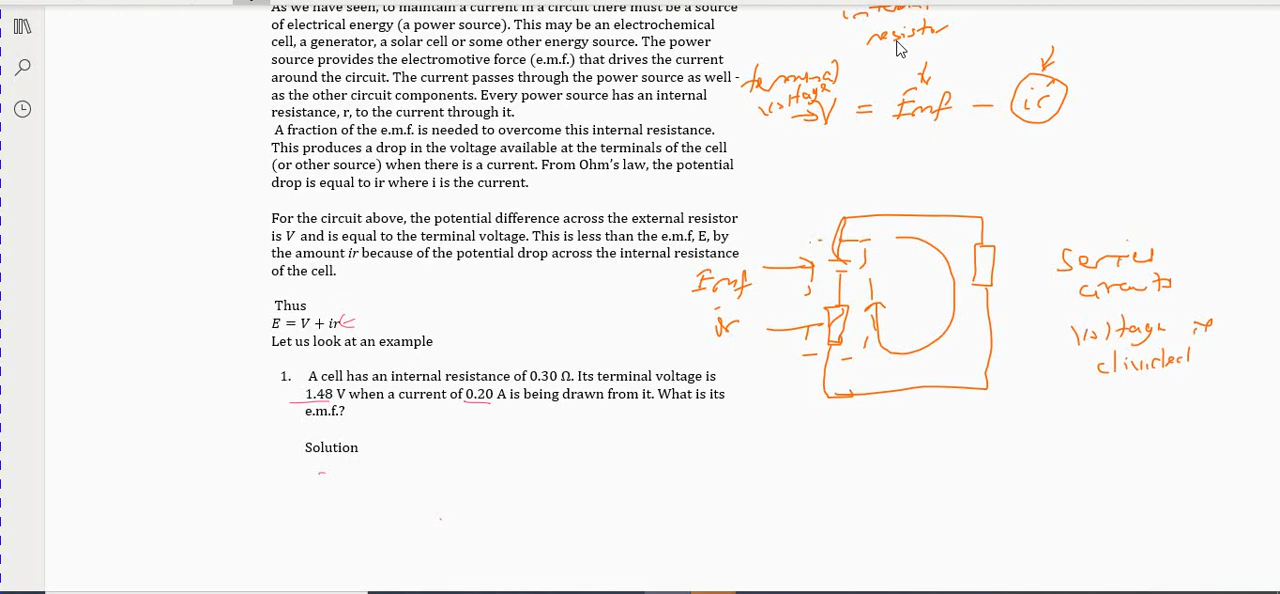 As we have seen, to maintain a current in a circuit there must be a source
of electrical energy (a power source). This may be an electrochemical
cell, a generator, a solar cell or some other energy source. The power
source provides the electromotive force (e.m.f.) that drives the current
around the circuit. The current passes through the power source as well
as the other circuit components. Every power source has an internal
resistance, r, to the current through it.
A fraction of the e.m.f. is needed to overcome this internal resistance.
This produces a drop in the voltage available at the terminals of the cell
(or other source) when there is a current. From Ohm's law, the potential
drop is equal to ir where i is the current.
For the circuit above, the potential difference across the external resistor
is V and is equal to the terminal voltage. This is less than the e.m.f, E, by
the amount ir because of the potential drop across the internal resistance
of the cell.
Thus
E = V + ir
Let us look at an example
1. A cell has an internal resistance of 0.30 Ω. Its terminal voltage is
1.48 V when a current of 0.20 A is being drawn from it. What is its
e.m.f.?
Solution
internal
resistor
terminal
voltage
V = Emf - ir
Emf
ir
series
circuits
voltage is
divided